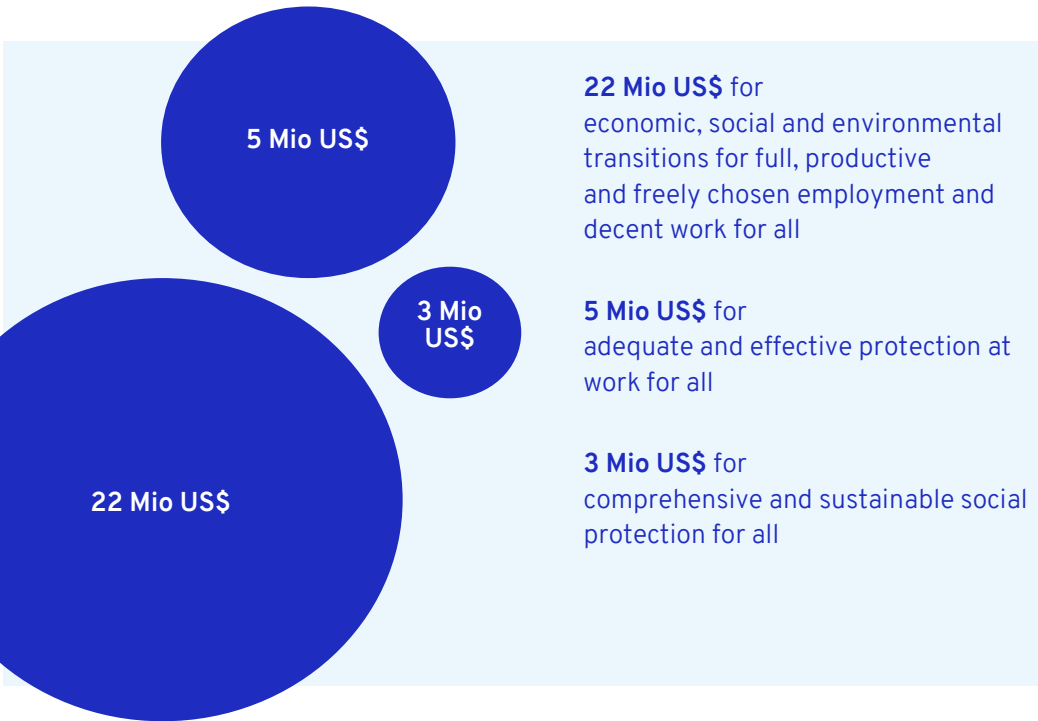 5 Mio US$
3 Mio
US$
22 Mio US$
22 Mio US$ for
economic, social and environmental
transitions for full, productive
and freely chosen employment and
decent work for all
5 Mio US$ for
adequate and effective protection at
work for all
3 Mio US$ for
comprehensive and sustainable social
protection for all